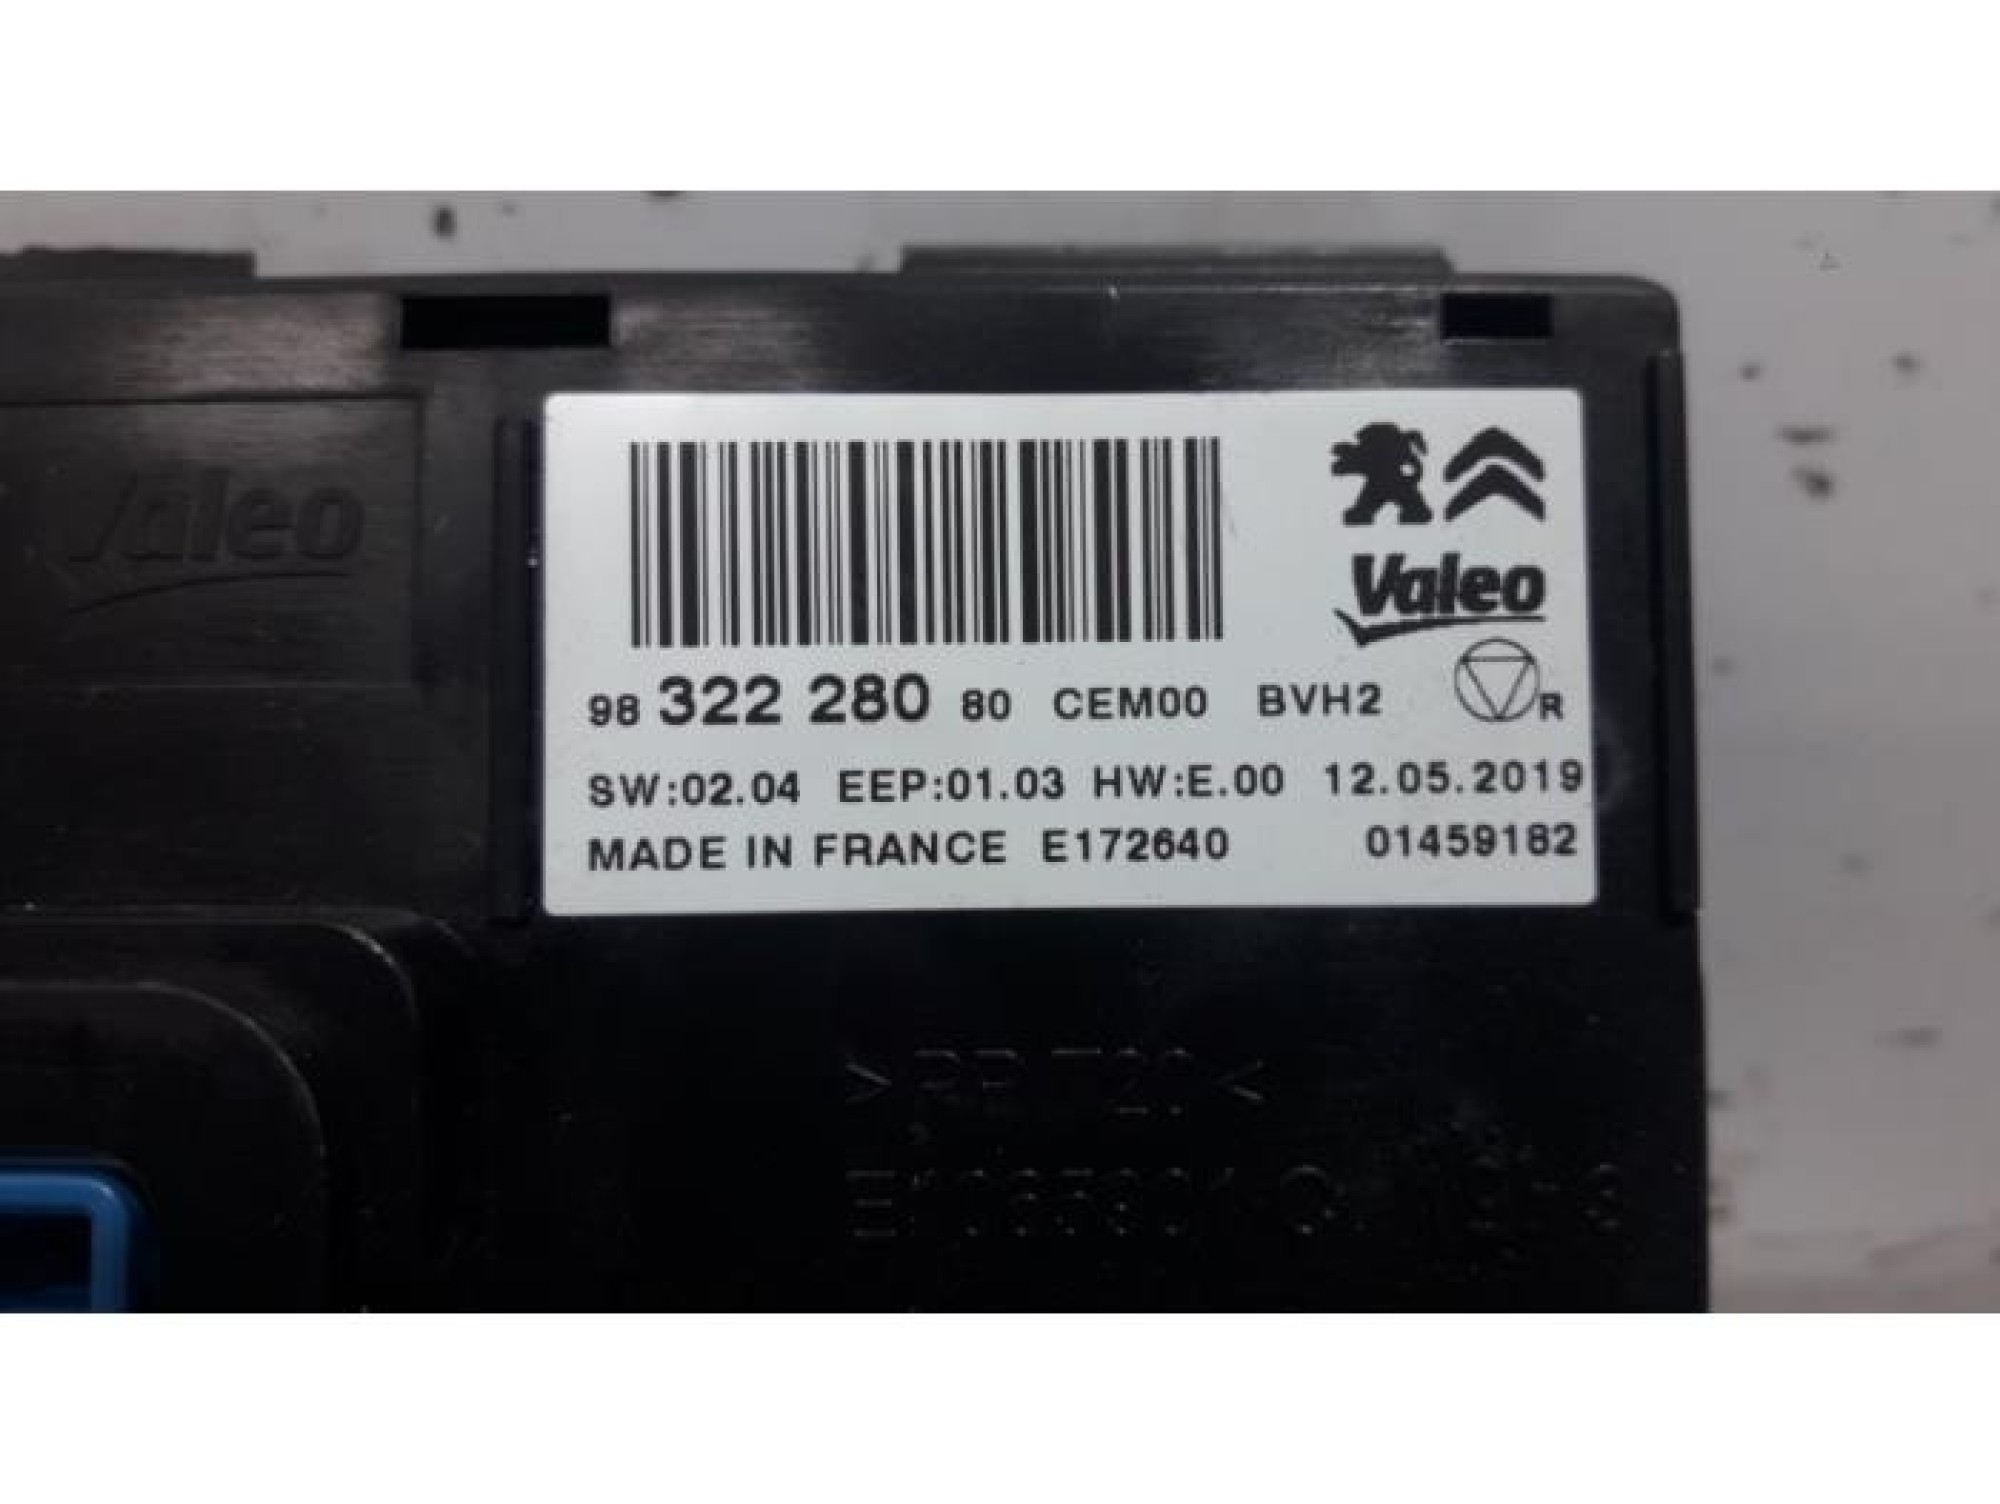 Valeo
Valeo
98 322 280 80 CEM00 BVH2 R
SW:02.04 EEP:01.03 HW:E.00 12.05.2019
MADE IN FRANCE E172640 01459182